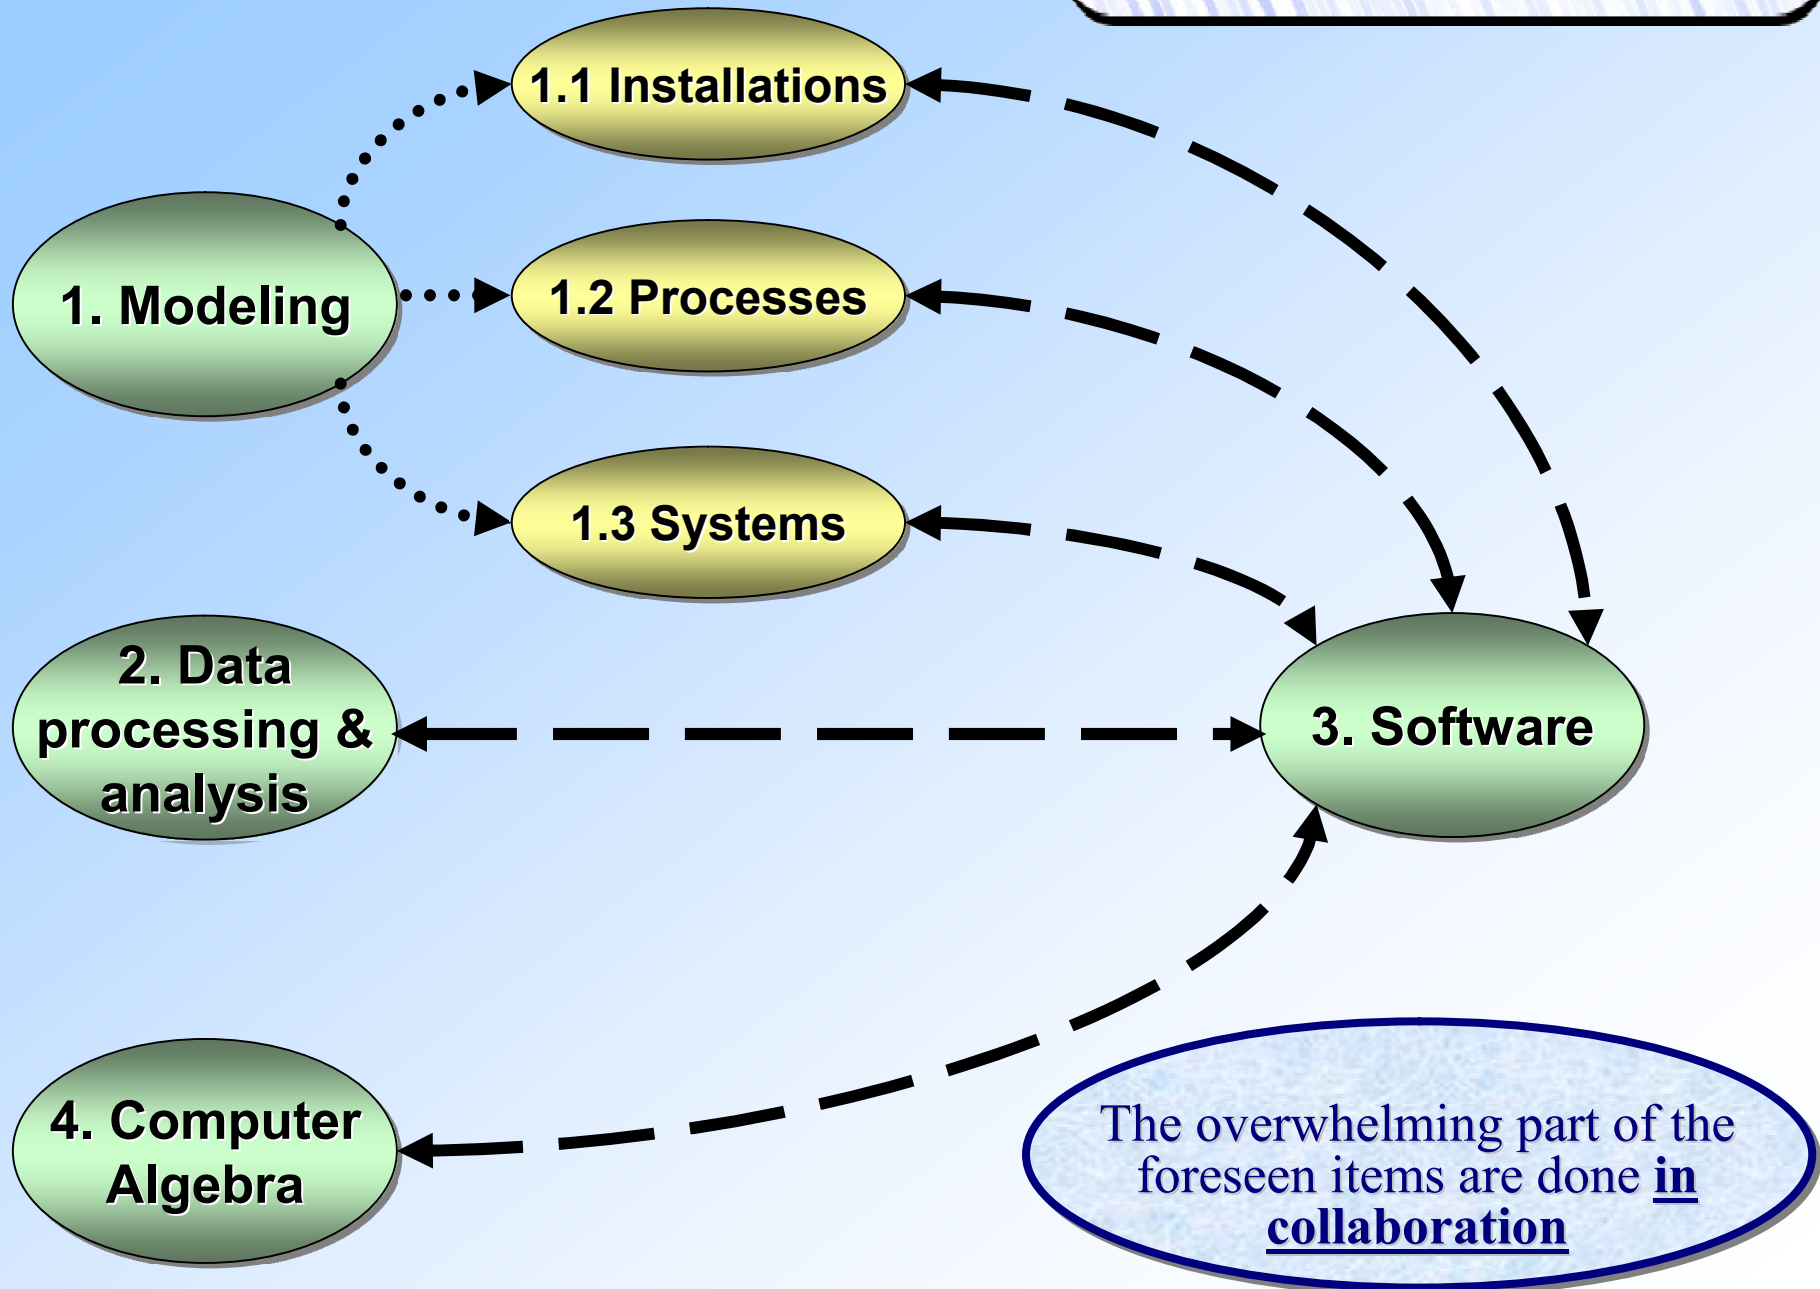 1.1 Installations
1. Modeling
1.2 Processes
1.3 Systems
2. Data
processing &
analysis
3. Software
4. Computer
Algebra
The overwhelming part of the
foreseen items are done in
collaboration